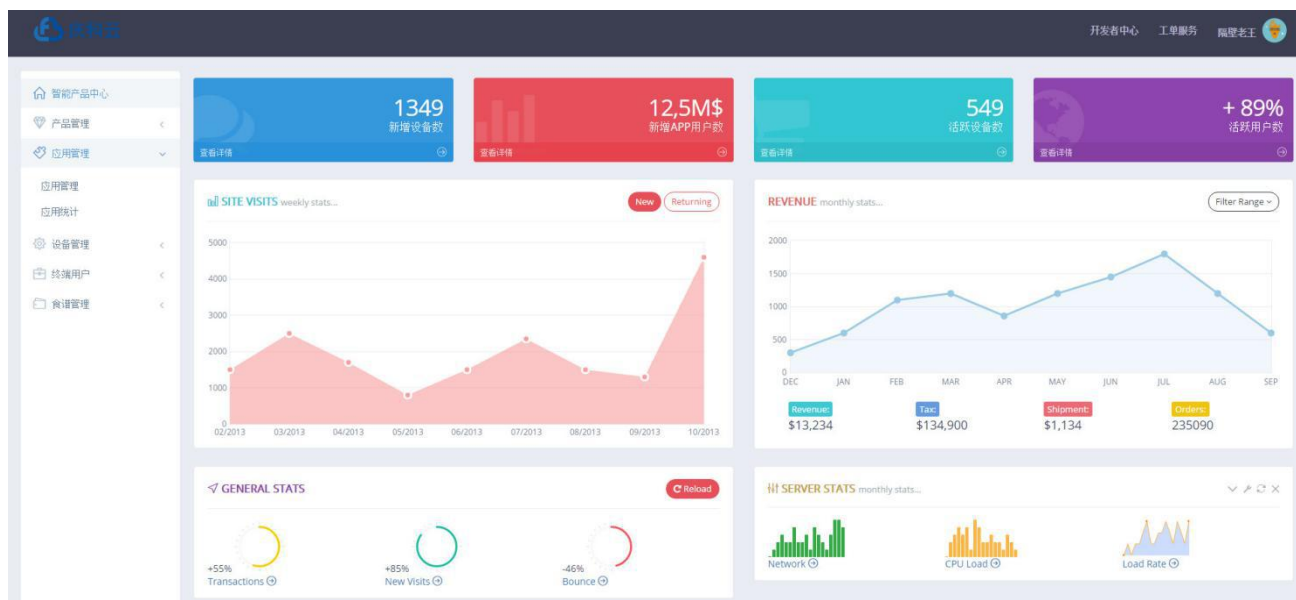 开发者中心 工单服务 隔壁老王
智能产品中心
产品管理
应用管理
应用管理
应用统计
设备管理
终端用户
食谱管理
1349
新增设备数
查看详情
12,5M$
新增APP用户数
查看详情
549
活跃设备数
查看详情
+ 89%
活跃用户数
查看详情
SITE VISITS weekly stats...
New Returning
5000
4000
3000
2000
1000
0
02/2013 03/2013 04/2013 05/2013 06/2013 07/2013 08/2013 09/2013 10/2013
REVENUE monthly stats...
Filter Range
2000
1500
1000
500
0
DEC JAN FEB MAR APR MAY JUN JUL AUG SEP
Revenue: Tax: Shipment: Orders:
$13,234 $134,900 $1,134 235090
GENERAL STATS
Reload
+55% +85% -46%
Transactions New Visits Bounce
SERVER STATS monthly stats...
Network CPU Load Load Rate